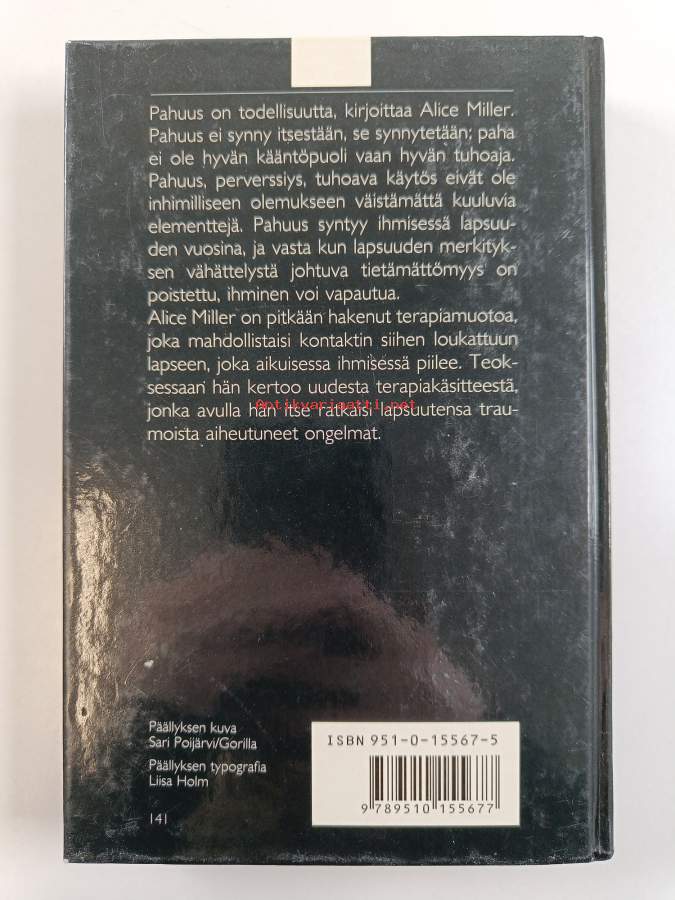 Pahuus on todellisuutta, kirjoittaa Alice Miller.
Pahuus ei synny itsestään, se synnytetään; paha
ei ole hyvän kääntöpuoli vaan hyvän tuhoaja.
Pahuus, perverssiys, tuhoava käytös eivät ole
inhimilliseen olemukseen väistämättä kuuluvia
elementtejä. Pahuus syntyy ihmisessä lapsuu-
den vuosina, ja vasta kun lapsuuden merkityk-
sen vähättelystä johtuva tietämättömyys on
poistettu, ihminen voi vapautua.
Alice Miller on pitkään hakenut terapiamuotoa,
joka mahdollistaisi kontaktin siihen loukattuun
lapseen, joka aikuisessa ihmisessä piilee. Teok-
sessaan hän kertoo uudesta terapiakäsitteestä,
Antikvariaatti.net
jonka avulla hän itse ratkaisi lapsuutensa trau-
moista aiheutuneet ongelmat.
Päällyksen kuva
Sari Poijärvi/Gorilla
Päällyksen typografia
Liisa Holm
141
ISBN 951-0-15567-5
9 789510 155677